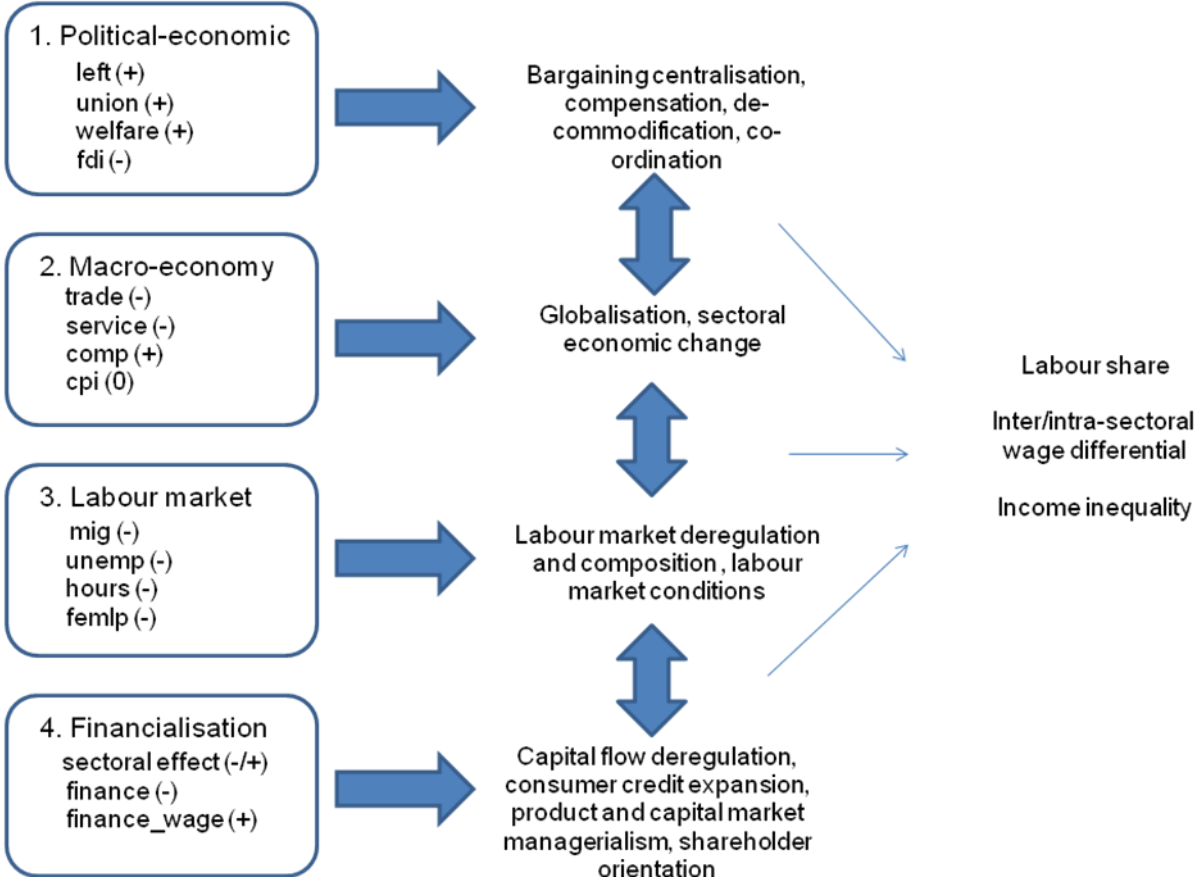 1. Political-economic
left (+)
union (+)
welfare (+)
fdi (-)
Bargaining centralisation,
compensation, de-
commodification, co-
ordination
2. Macro-economy
trade (-)
service (-)
comp (+)
cpi (0)
Globalisation, sectoral
economic change
3. Labour market
mig (-)
unemp (-)
hours (-)
femlp (-)
Labour market deregulation
and composition , labour
market conditions
4. Financialisation
sectoral effect (-/+)
finance (-)
finance_wage (+)
Capital flow deregulation,
consumer credit expansion,
product and capital market
managerialism, shareholder
orientation
Labour share
Inter/intra-sectoral
wage differential
Income inequality